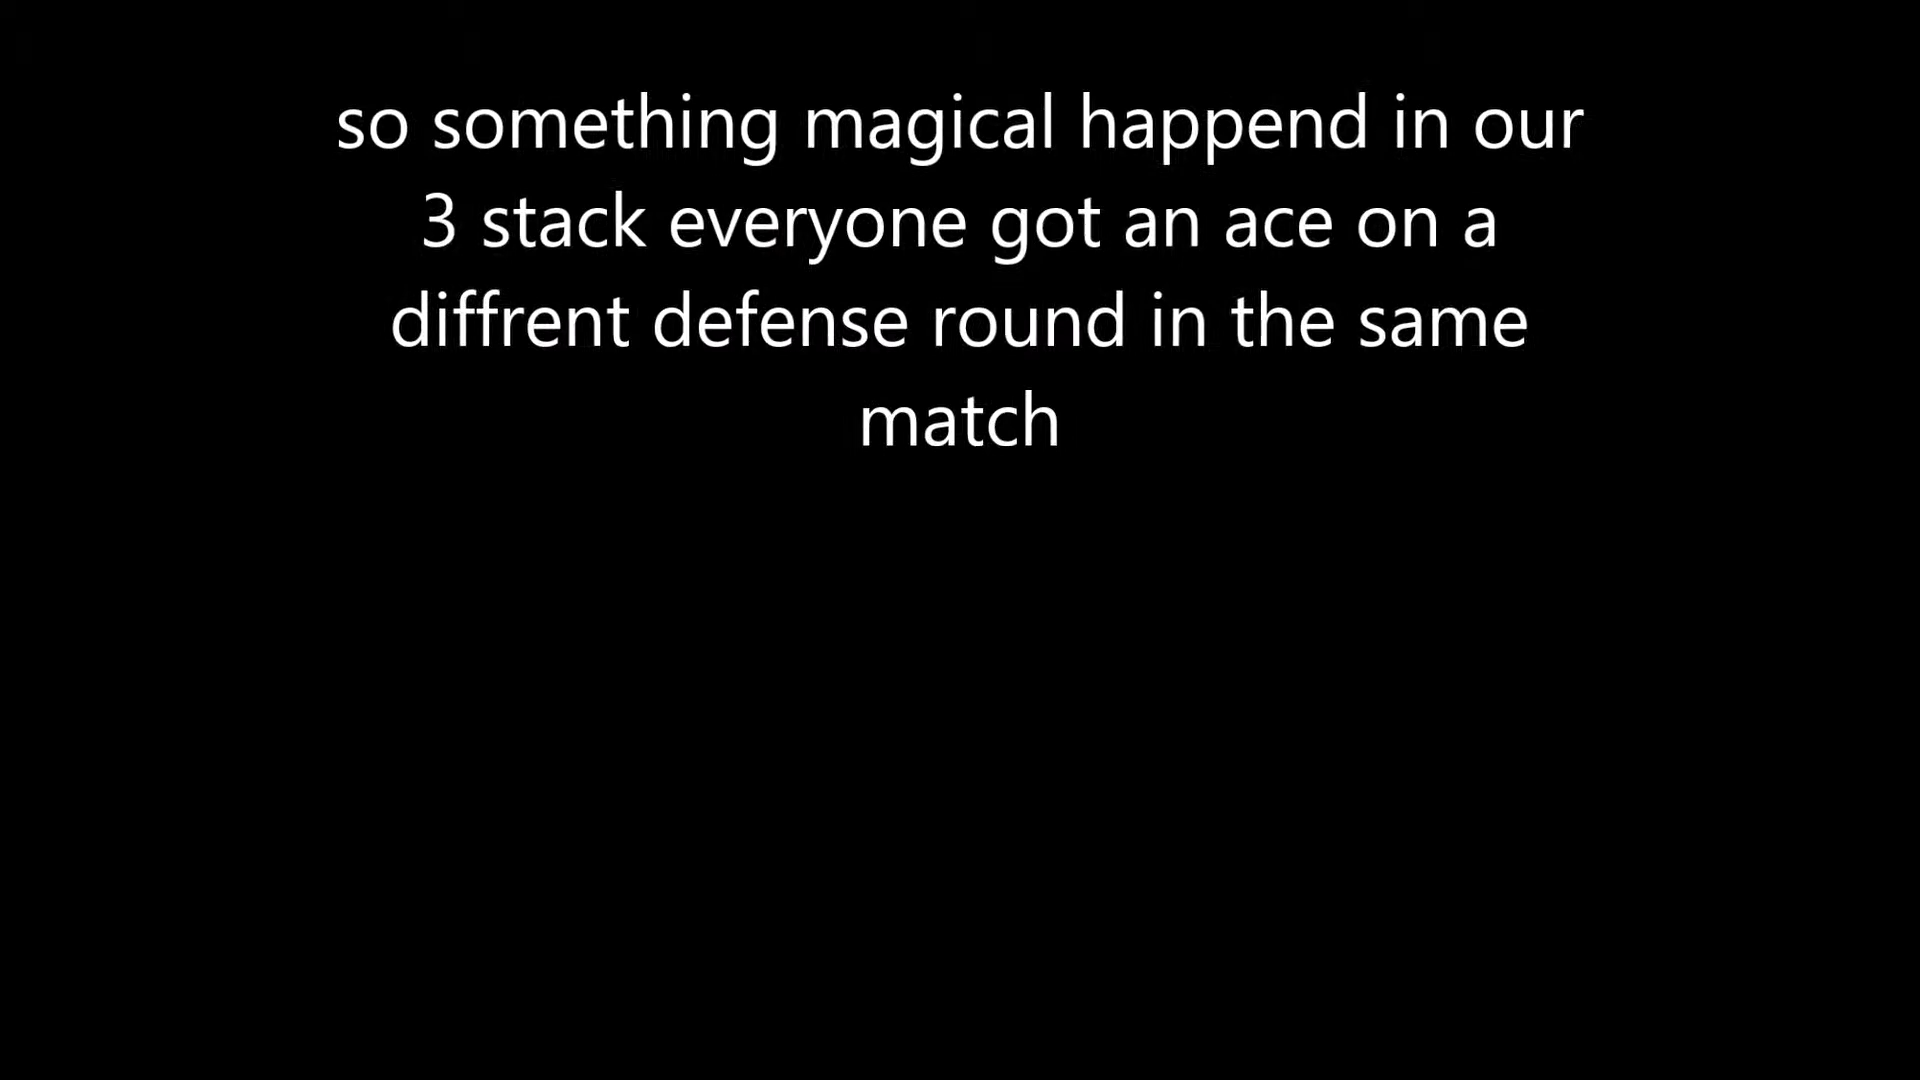 so something magical happend in our
3 stack everyone got an ace on a
diffrent defense round in the same
match